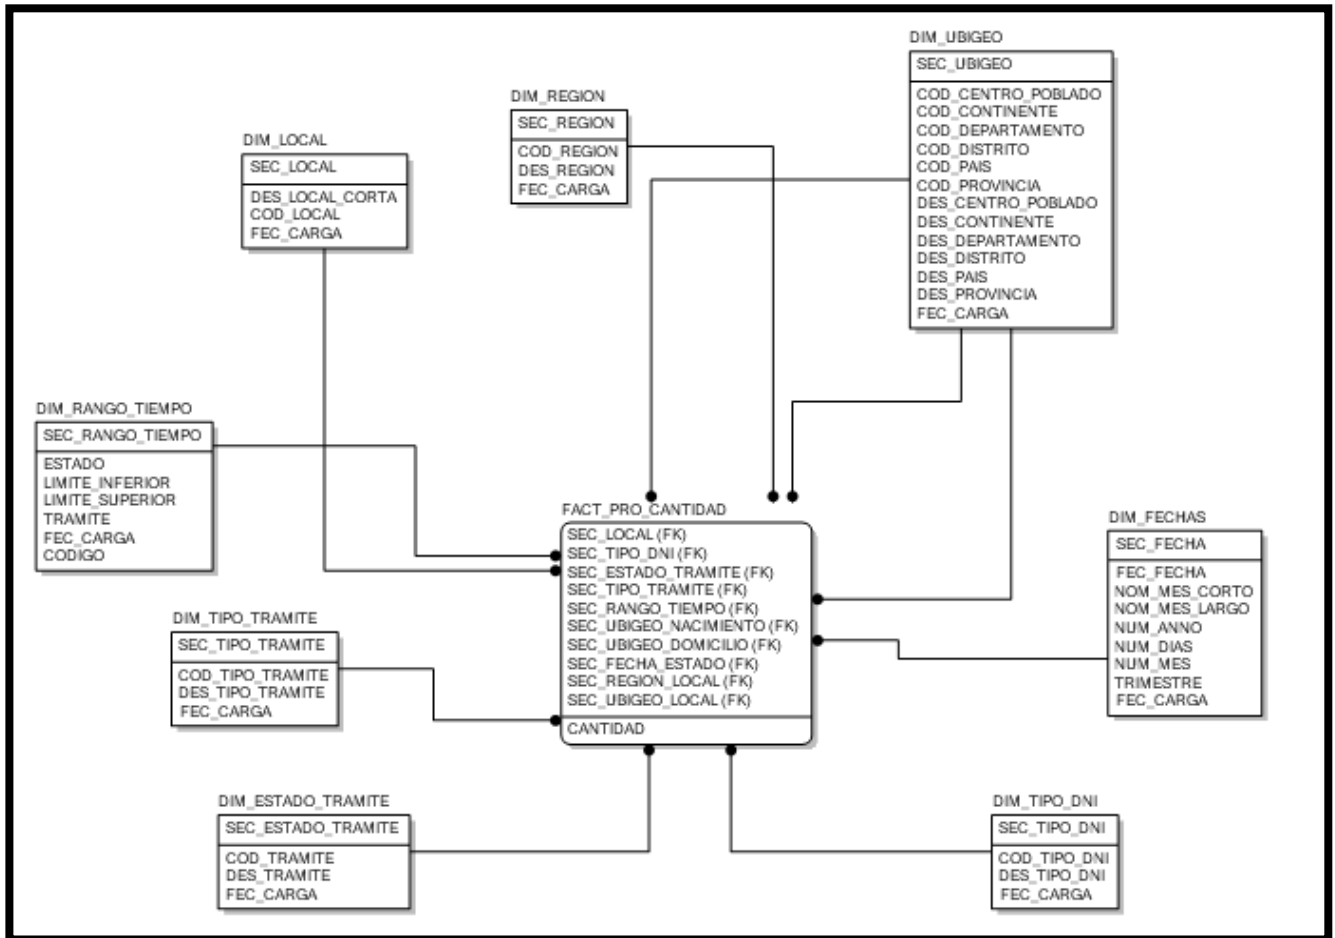 DIM_UBIGEO
SEC_UBIGEO
COD_CENTRO_POBLADO
COD_CONTINENTE
COD_DEPARTAMENTO
COD_DISTRITO
COD_PAIS
COD_PROVINCIA
DES_CENTRO_POBLADO
DES_CONTINENTE
DES_DEPARTAMENTO
DES_DISTRITO
DES_PAIS
DES_PROVINCIA
FEC_CARGA
DIM_REGION
SEC_REGION
COD_REGION
DES_REGION
FEC_CARGA
DIM_LOCAL
SEC_LOCAL
DES_LOCAL_CORTA
COD_LOCAL
FEC_CARGA
DIM_RANGO_TIEMPO
SEC_RANGO_TIEMPO
ESTADO
LIMITE_INFERIOR
LIMITE_SUPERIOR
TRAMITE
FEC_CARGA
CODIGO
FACT_PRO_CANTIDAD
SEC_LOCAL (FK)
SEC_TIPO_DNI (FK)
SEC_ESTADO_TRAMITE (FK)
SEC_TIPO_TRAMITE (FK)
SEC_RANGO_TIEMPO (FK)
SEC_UBIGEO_NACIMIENTO (FK)
SEC_UBIGEO_DOMICILIO (FK)
SEC_FECHA_ESTADO (FK)
SEC_REGION_LOCAL (FK)
SEC_UBIGEO_LOCAL (FK)
CANTIDAD
DIM_FECHAS
SEC_FECHA
FEC_FECHA
NOM_MES_CORTO
NOM_MES_LARGO
NUM_ANNO
NUM_DIAS
NUM_MES
TRIMESTRE
FEC_CARGA
DIM_TIPO_TRAMITE
SEC_TIPO_TRAMITE
COD_TIPO_TRAMITE
DES_TIPO_TRAMITE
FEC_CARGA
DIM_ESTADO_TRAMITE
SEC_ESTADO_TRAMITE
COD_TRAMITE
DES_TRAMITE
FEC_CARGA
DIM_TIPO_DNI
SEC_TIPO_DNI
COD_TIPO_DNI
DES_TIPO_DNI
FEC_CARGA